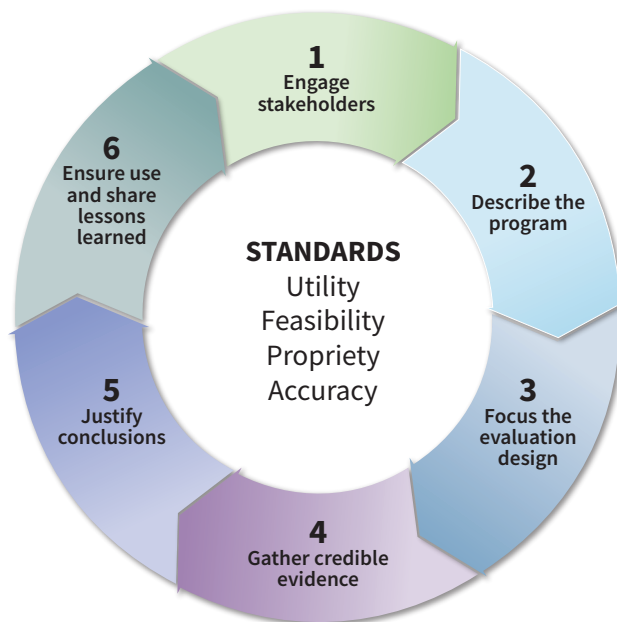 1
Engage
stakeholders
2
Describe the
program
3
Focus the
evaluation
design
4
Gather credible
evidence
5
Justify
conclusions
6
Ensure use
and share
lessons
learned
STANDARDS
Utility
Feasibility
Propriety
Accuracy